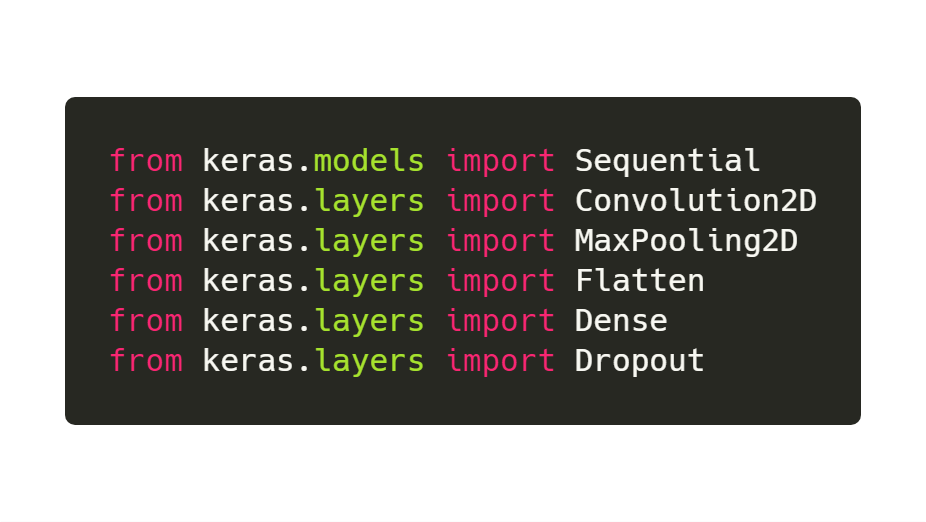 from keras.models import Sequential
from keras.layers import Convolution2D
from keras.layers import MaxPooling2D
from keras.layers import Flatten
from keras.layers import Dense
from keras.layers import Dropout